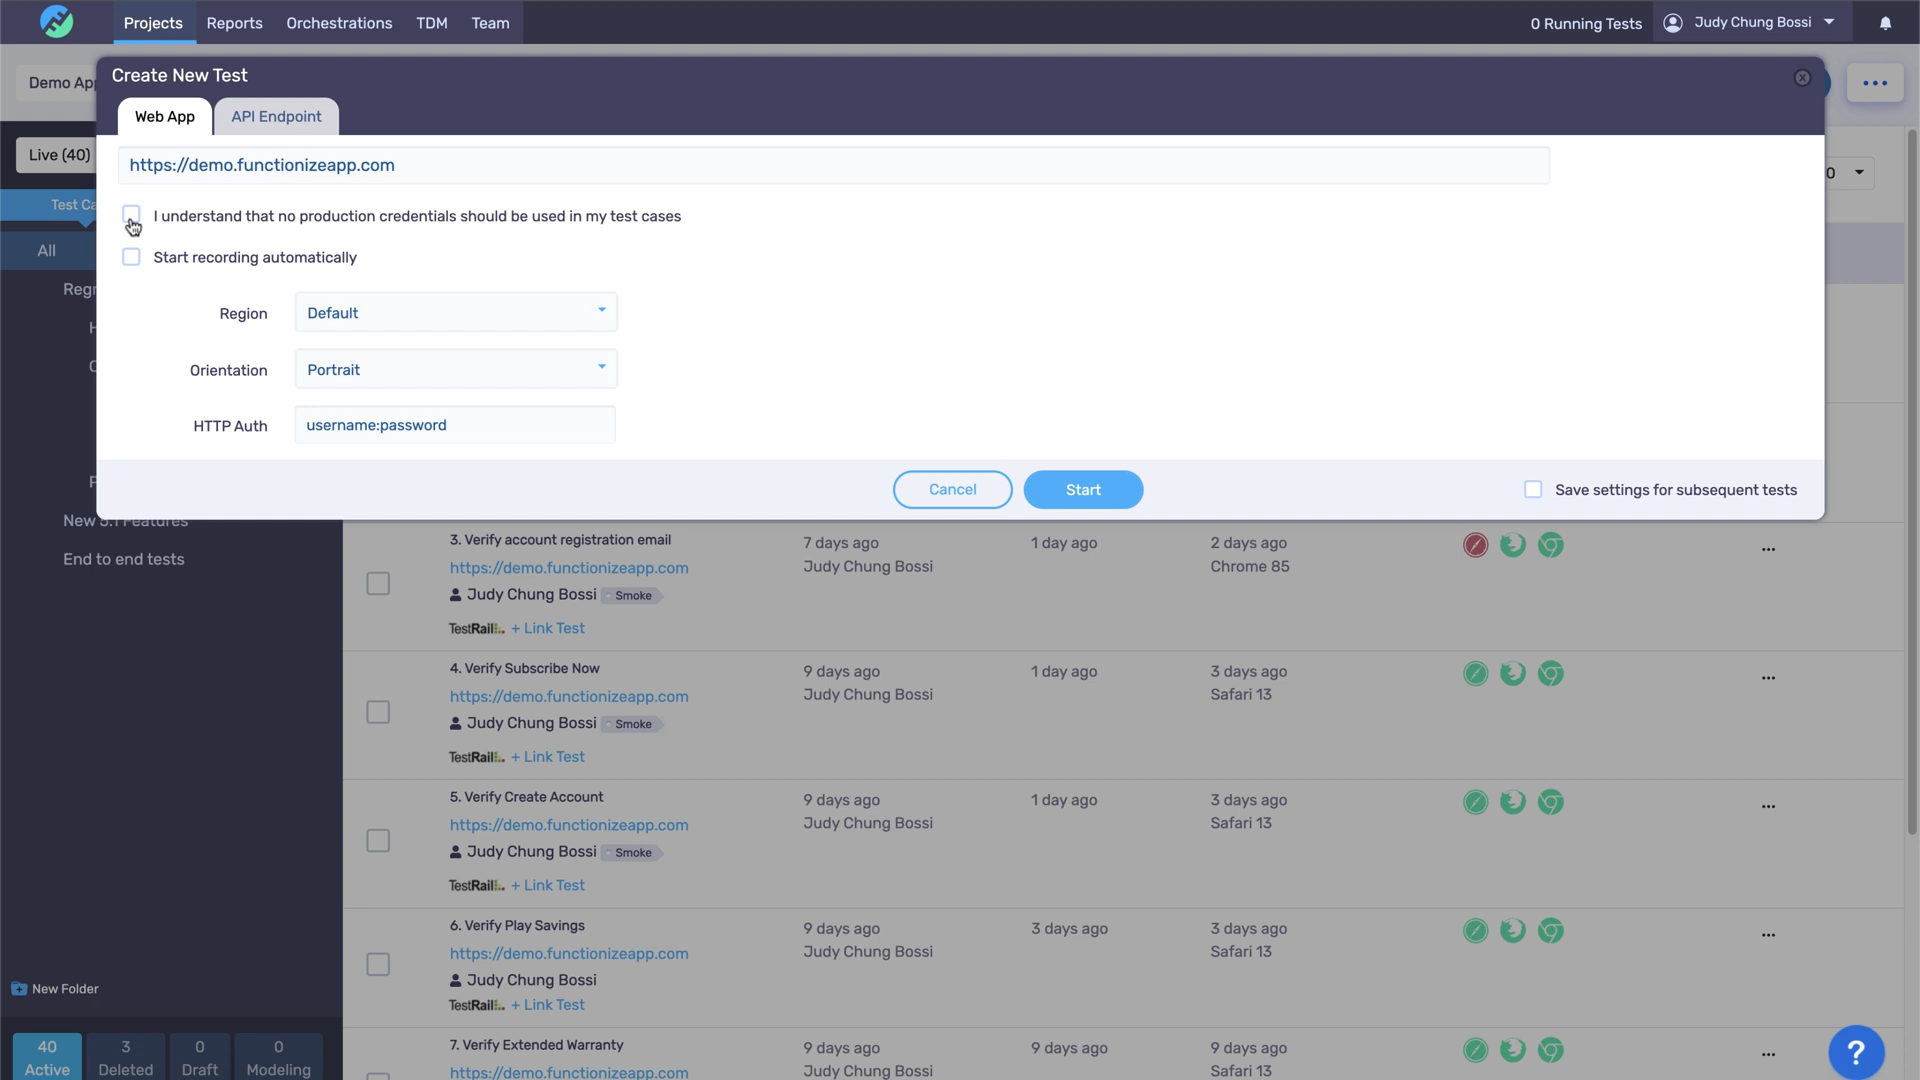 Projects Reports Orchestrations TDM Team 0 Running Tests Judy Chung Bossi
Demo App
Create New Test
Web App API Endpoint
Live (40)
https://demo.functionizeapp.com
0
Test Ca
I understand that no production credentials should be used in my test cases
All
Start recording automatically
Regr
Region Default
Orientation Portrait
HTTP Auth username:password
Cancel Start Save settings for subsequent tests
New 5.1 Features
End to end tests
3. Verify account registration email 7 days ago 1 day ago 2 days ago
https://demo.functionizeapp.com Judy Chung Bossi Chrome 85
Judy Chung Bossi Smoke
TestRail + Link Test
4. Verify Subscribe Now 9 days ago 1 day ago 3 days ago
https://demo.functionizeapp.com Judy Chung Bossi Safari 13
Judy Chung Bossi Smoke
TestRail + Link Test
5. Verify Create Account 9 days ago 1 day ago 3 days ago
https://demo.functionizeapp.com Judy Chung Bossi Safari 13
Judy Chung Bossi Smoke
TestRail + Link Test
6. Verify Play Savings 9 days ago 3 days ago 3 days ago
https://demo.functionizeapp.com Judy Chung Bossi Safari 13
Judy Chung Bossi
TestRail + Link Test
New Folder
7. Verify Extended Warranty 9 days ago 9 days ago 9 days ago
https://demo.functionizeapp.com Judy Chung Bossi Safari 13
40 3 0 0
Active Deleted Draft Modeling
?